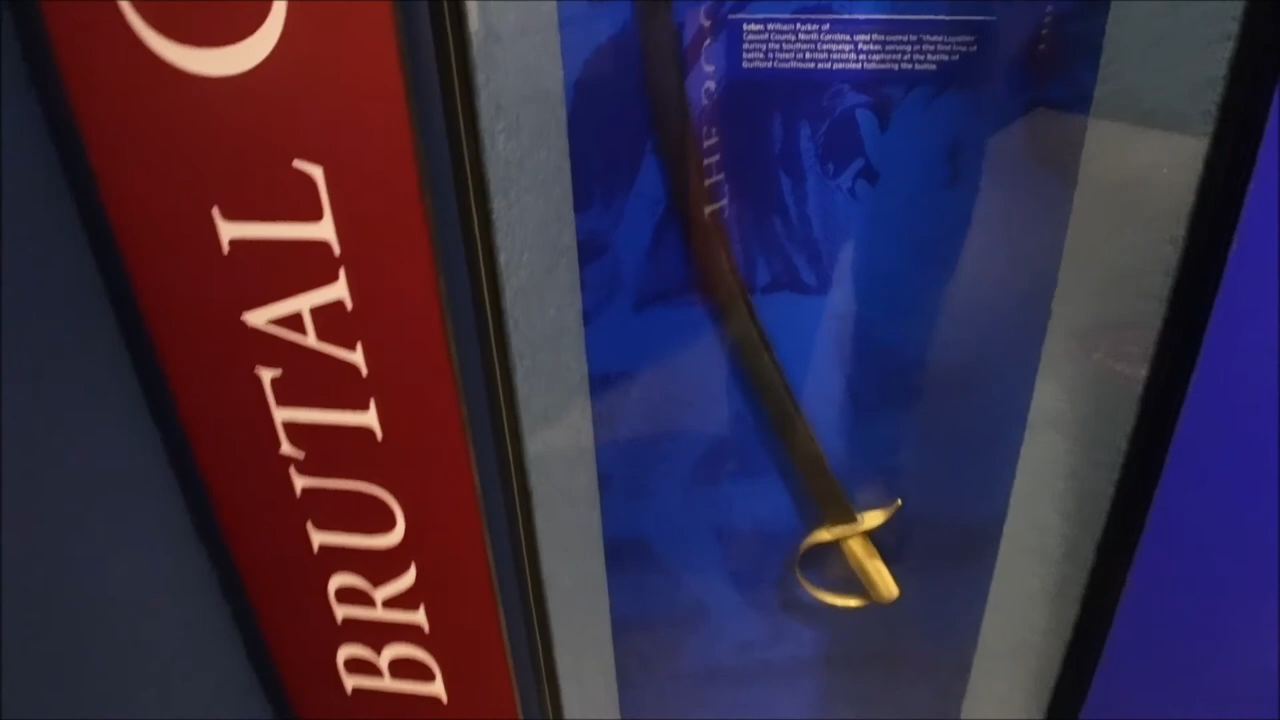 BRUTAL C
Saber. William Parker of
Caswell County, North Carolina, used this sword to "chase Loyalists"
during the Southern Campaign. Parker, serving in the first line of
battle, is listed in British records as captured at the Battle of
Guilford Courthouse and paroled following the battle.
THE